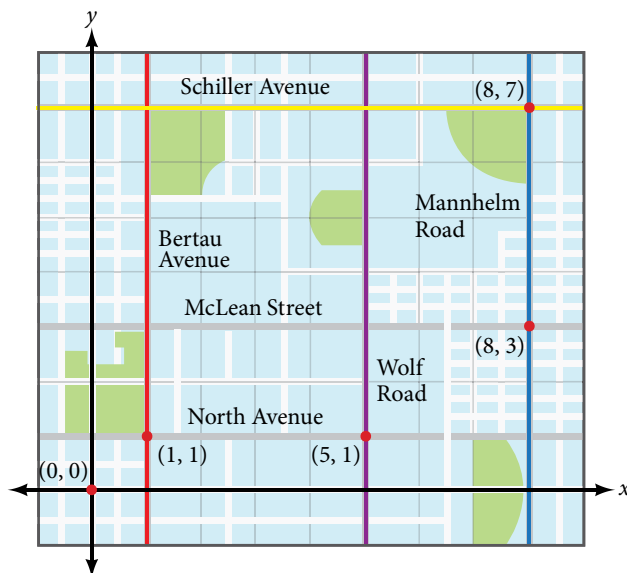 y
Schiller Avenue
(8, 7)
Mannhelm
Road
Bertau
Avenue
McLean Street
(8, 3)
Wolf
Road
North Avenue
(1, 1)
(5, 1)
(0, 0)
x